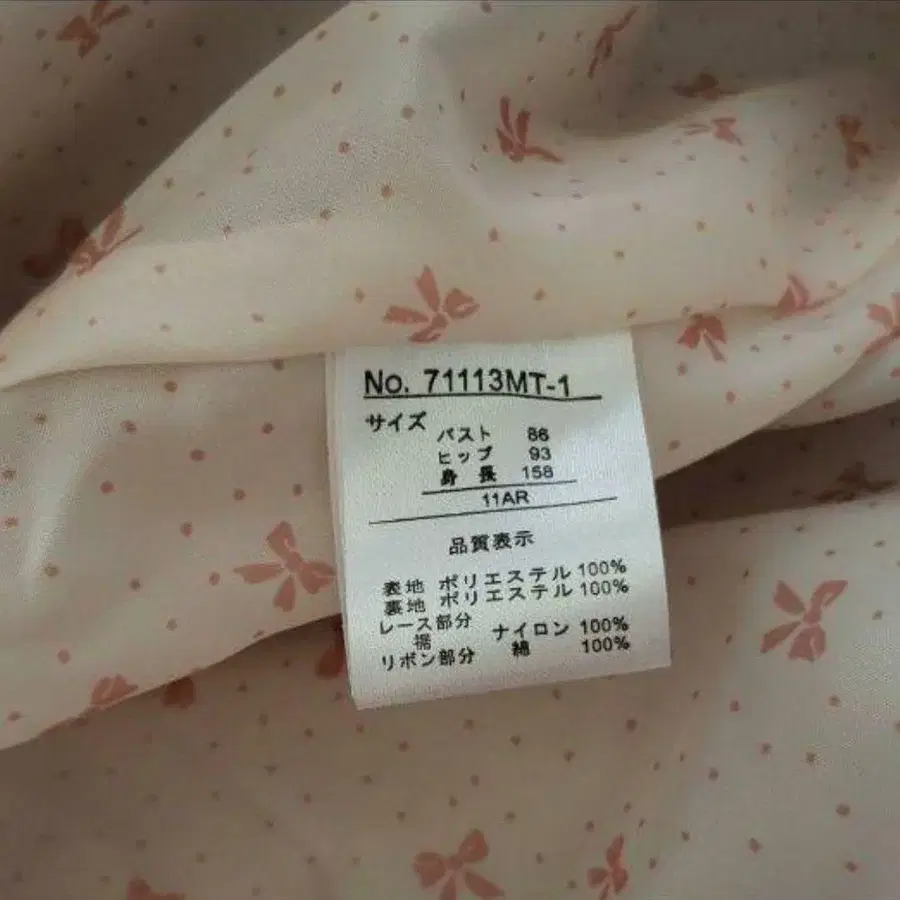 No. 71113MT-1
サイズ
バスト 86
ヒップ 93
身長 158
11AR
品質表示
表地 ポリエステル 100%
裏地 ポリエステル 100%
レース部分
裾 ナイロン 100%
リボン部分 綿 100%